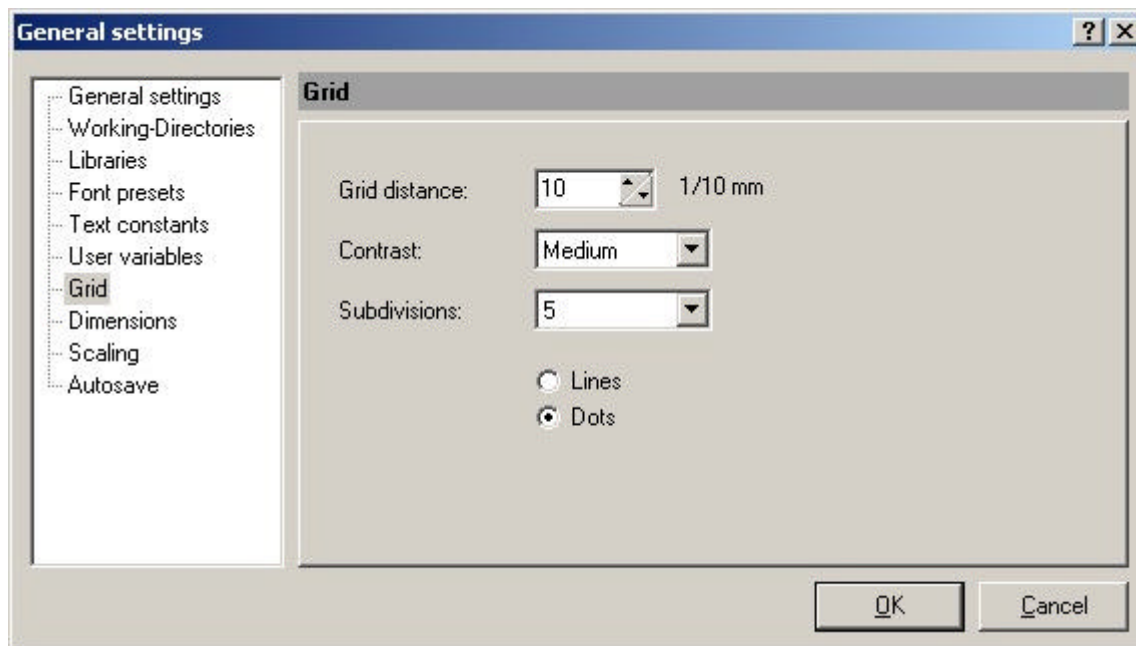 General settings
General settings
Working-Directories
Libraries
Font presets
Text constants
User variables
Grid
Dimensions
Scaling
Autosave
Grid
Grid distance: 10 1/10 mm
Contrast: Medium
Subdivisions: 5
Lines
Dots
OK Cancel